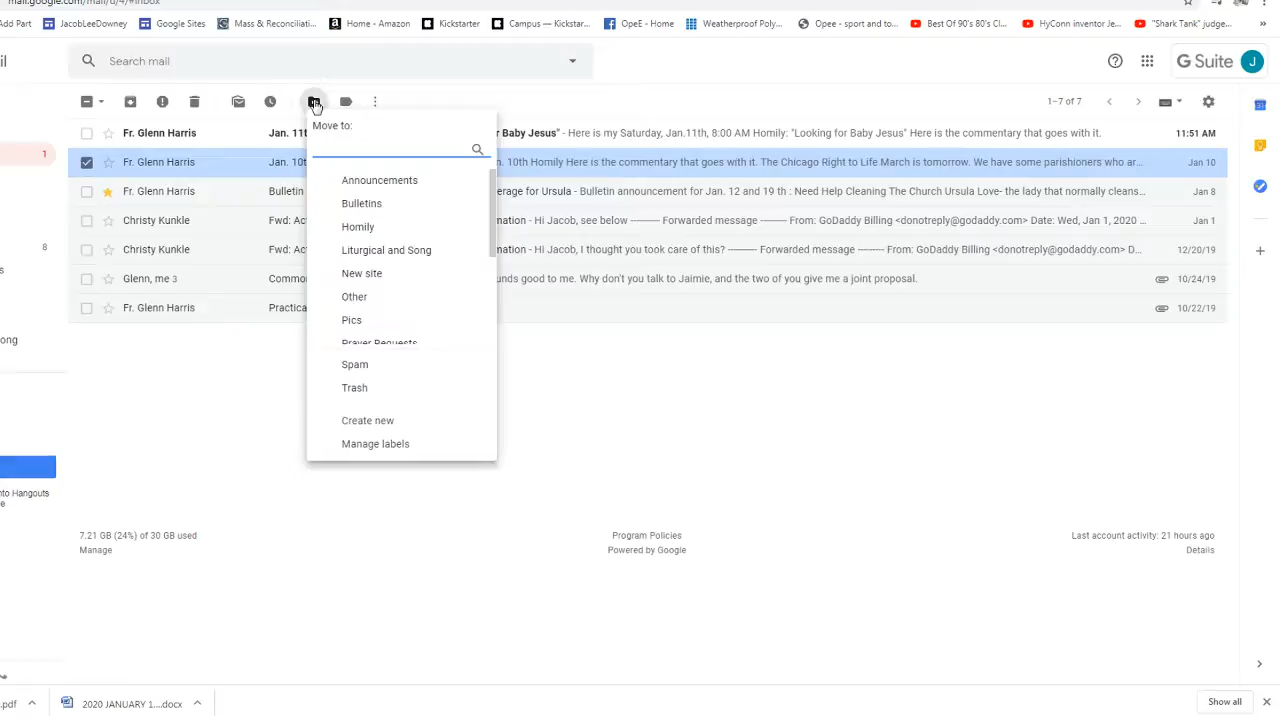 mail.google.com/mail/u/4/#inbox
Add Part JacobLeeDowney Google Sites Mass & Reconciliati... Home - Amazon Kickstarter Campus — Kickstar... OpeE - Home Weatherproof Poly... Opee - sport and to... Best Of 90's 80's Cl... HyConn inventor Je... "Shark Tank" judge... »
il Search mail G Suite J
1–7 of 7
Move to:
Fr. Glenn Harris Jan. 11th Baby Jesus" - Here is my Saturday, Jan.11th, 8:00 AM Homily: "Looking for Baby Jesus" Here is the commentary that goes with it. 11:51 AM
1 Fr. Glenn Harris Jan. 10th . 10th Homily Here is the commentary that goes with it. The Chicago Right to Life March is tomorrow. We have some parishioners who ar... Jan 10
Fr. Glenn Harris Bulletin erage for Ursula - Bulletin announcement for Jan. 12 and 19 th : Need Help Cleaning The Church Ursula Love- the lady that normally cleans... Jan 8
Christy Kunkle Fwd: Ac mation - Hi Jacob, see below ---------- Forwarded message --------- From: GoDaddy Billing <donotreply@godaddy.com> Date: Wed, Jan 1, 2020 ... Jan 1
8 Christy Kunkle Fwd: Ac mation - Hi Jacob, I thought you took care of this? ---------- Forwarded message --------- From: GoDaddy Billing <donotreply@godaddy.com> D... 12/20/19
s Glenn, me 3 Commo unds good to me. Why don't you talk to Jaimie, and the two of you give me a joint proposal. 10/24/19
Fr. Glenn Harris Practica 10/22/19
Announcements
Bulletins
Homily
Liturgical and Song
New site
Other
Pics
Prayer Requests
Spam
Trash
Create new
Manage labels
ong
nto Hangouts
e
7.21 GB (24%) of 30 GB used Program Policies Last account activity: 21 hours ago
Manage Powered by Google Details
.pdf 2020 JANUARY 1....docx Show all